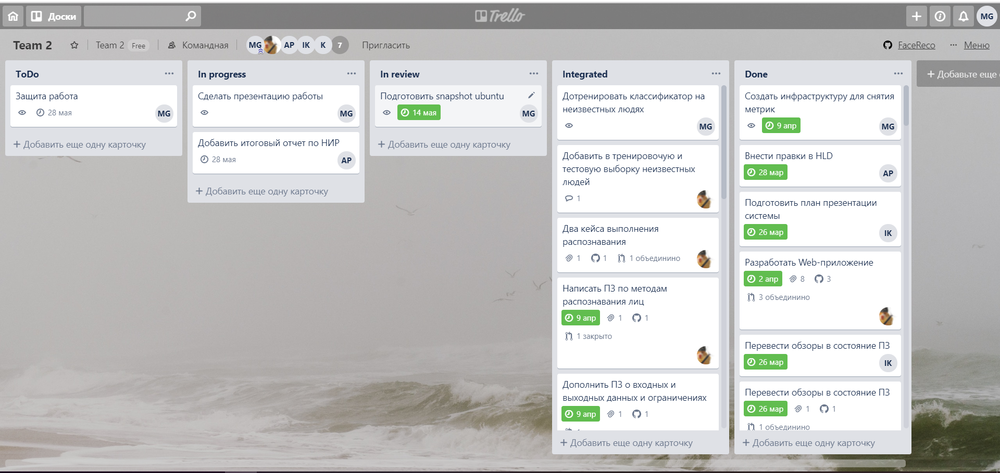 Доски
Trello
MG
Team 2
Team 2 Free
Командная
MG AP IK K 7
Пригласить
FaceReco
Меню
ToDo
Защита работа
28 мая
MG
Добавить еще одну карточку
In progress
Сделать презентацию работы
MG
Добавить итоговый отчет по НИР
28 мая
AP
Добавить еще одну карточку
In review
Подготовить snapshot ubuntu
14 мая
MG
Добавить еще одну карточку
Integrated
Дотренировать классификатор на
неизвестных людях
MG
Добавить в тренировочую и
тестовую выборку неизвестных
людей
1
Два кейса выполнения
распознавания
1 1 1 объединино
Написать ПЗ по методам
распознавания лиц
9 апр 1 1
1 закрыто
Дополнить ПЗ о входных и
выходных данных и ограничениях
9 апр 1 1
Добавить еще одну карточку
Done
Создать инфраструктуру для снятия
метрик
9 апр
MG
Внести правки в HLD
28 мар
AP
Подготовить план презентации
системы
26 мар
IK
Разработать Web-приложение
2 апр 8 3
3 объединино
Перевести обзоры в состояние ПЗ
26 мар
IK
Перевести обзоры в состояние ПЗ
26 мар 1 1
1 объединино
Добавить еще одну карточку
Добавьте еще